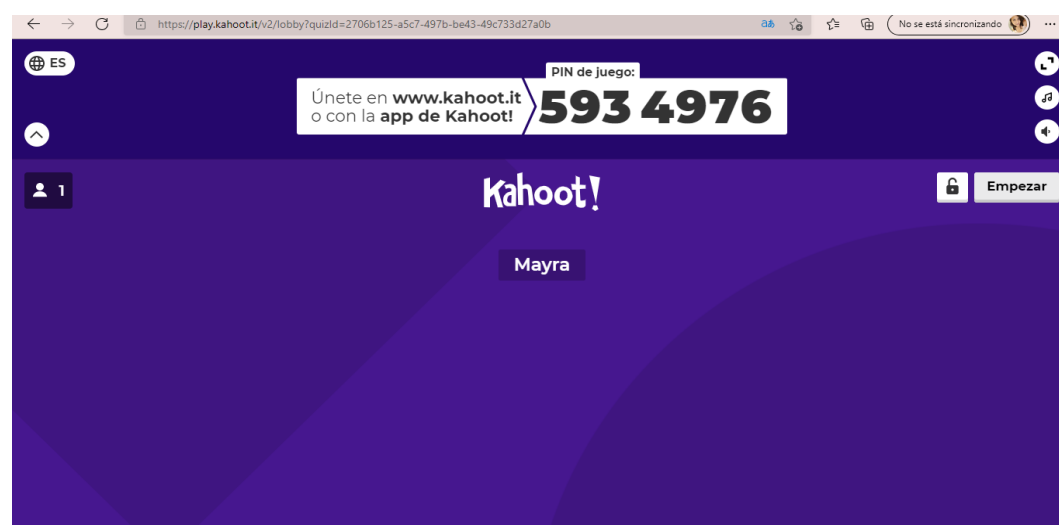 https://play.kahoot.it/v2/lobby?quizId=2706b125-a5c7-497b-be43-49c733d27a0b
No se está sincronizando
ES
PIN de juego:
Únete en www.kahoot.it
o con la app de Kahoot!
593 4976
1
Kahoot!
Empezar
Mayra